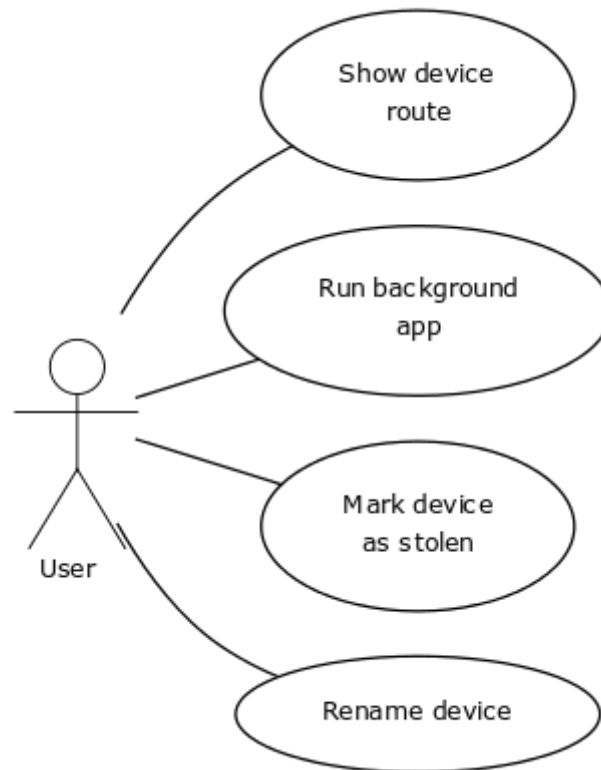 Show device
route
Run background
app
Mark device
as stolen
User
Rename device